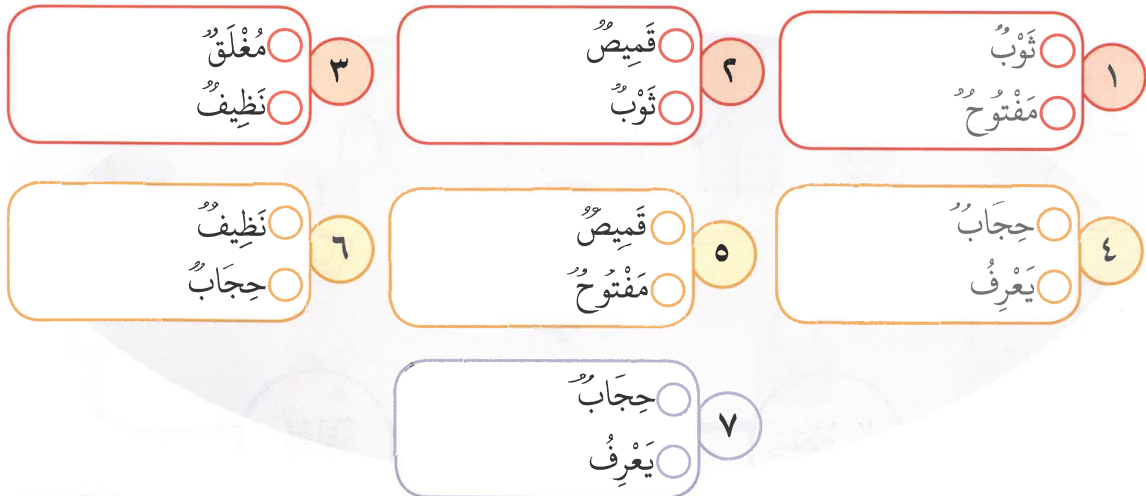 ١
ثَوْبٌ
مَفْتُوحٌ
٢
قَمِيصٌ
ثَوْبٌ
٣
مُغْلَقٌ
نَظِيفٌ
٤
حِجَابٌ
يَعْرِفُ
٥
قَمِيصٌ
مَفْتُوحٌ
٦
نَظِيفٌ
حِجَابٌ
٧
حِجَابٌ
يَعْرِفُ